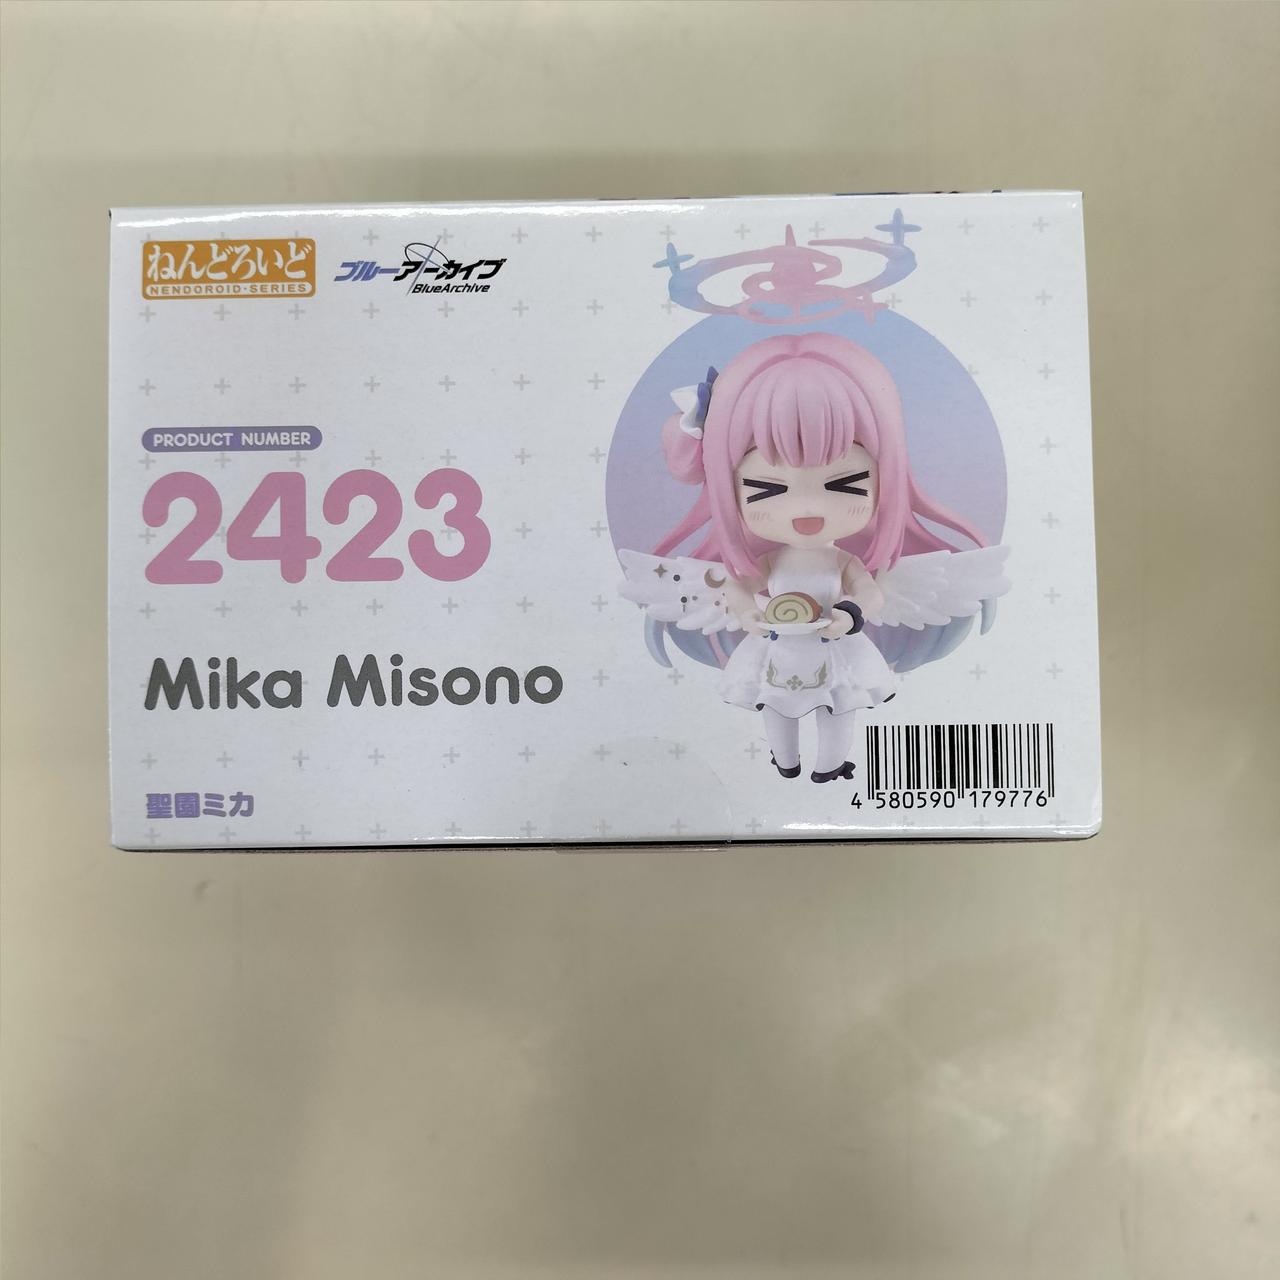 ねんどろいど
NENDOROID·SERIES
ブルーアーカイブ
BlueArchive
PRODUCT NUMBER
2423
Mika Misono
聖園ミカ
4 580590 179776